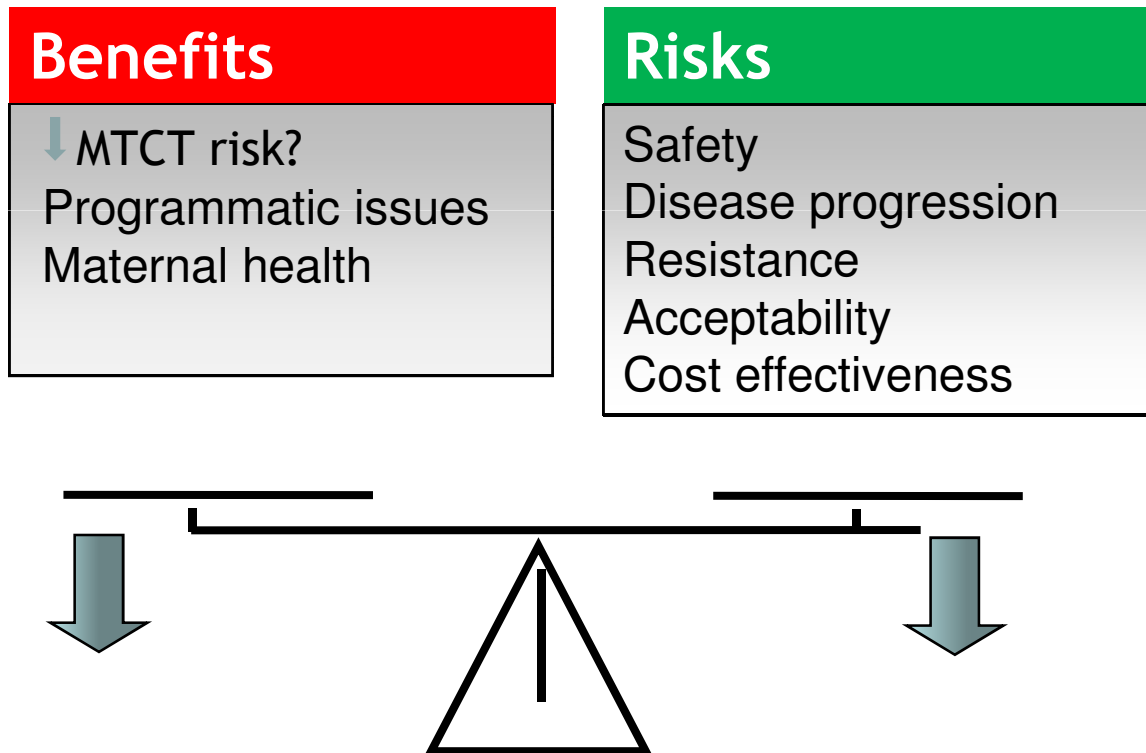 Benefits
↓ MTCT risk?
Programmatic issues
Maternal health
Risks
Safety
Disease progression
Resistance
Acceptability
Cost effectiveness